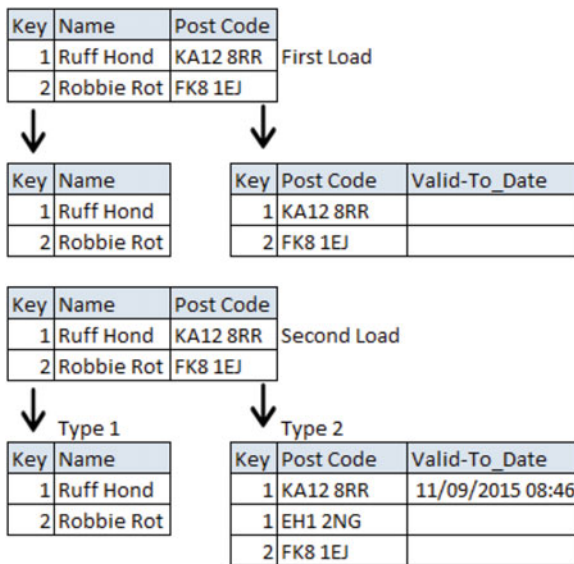 Key Name Post Code
1 Ruff Hond KA12 8RR First Load
2 Robbie Rot FK8 1EJ
Key Name
1 Ruff Hond
2 Robbie Rot
Key Post Code Valid-To_Date
1 KA12 8RR
2 FK8 1EJ
Key Name Post Code
1 Ruff Hond KA12 8RR Second Load
2 Robbie Rot FK8 1EJ
Type 1
Key Name
1 Ruff Hond
2 Robbie Rot
Type 2
Key Post Code Valid-To_Date
1 KA12 8RR 11/09/2015 08:46
1 EH1 2NG
2 FK8 1EJ